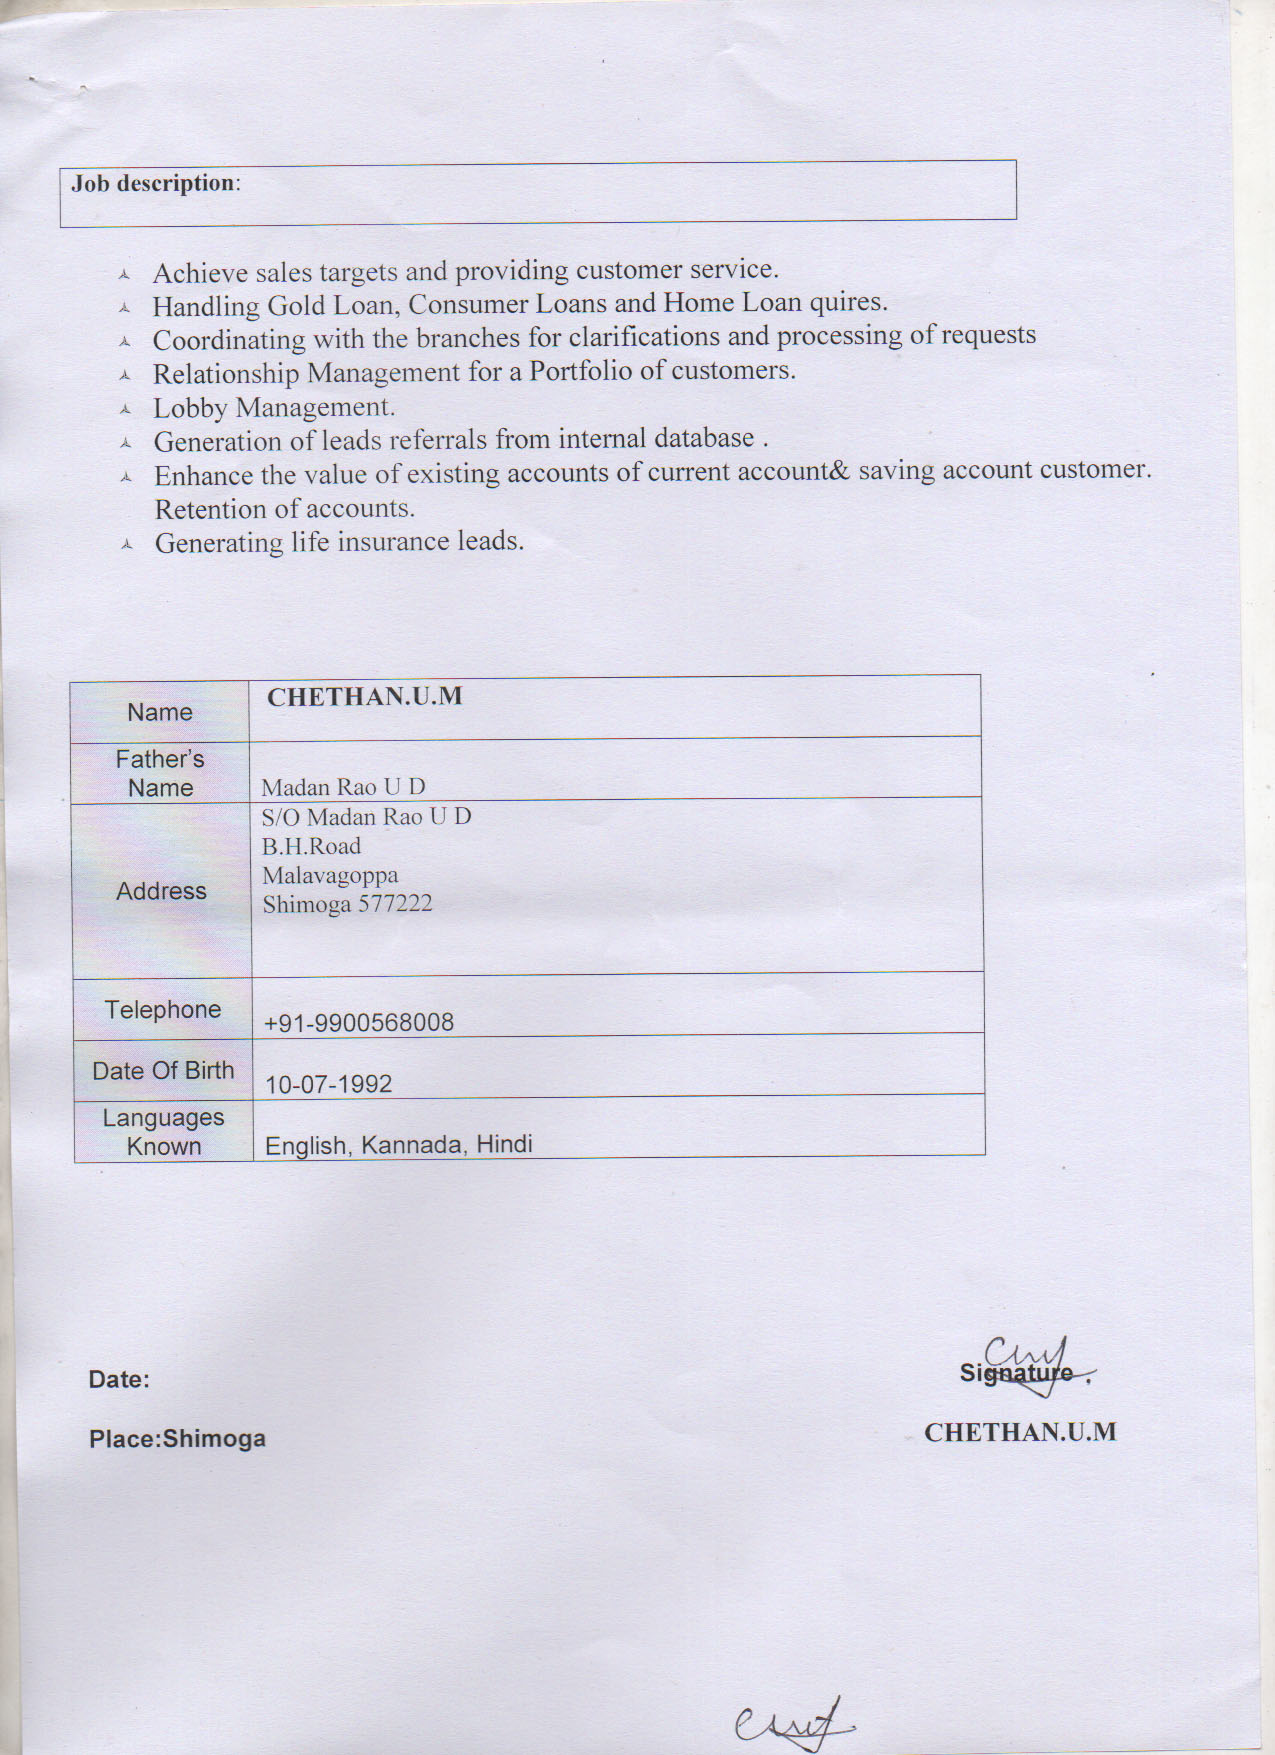 Job description:
Achieve sales targets and providing customer service.
Handling Gold Loan, Consumer Loans and Home Loan quires.
Coordinating with the branches for clarifications and processing of requests
Relationship Management for a Portfolio of customers.
Lobby Management.
Generation of leads referrals from internal database .
Enhance the value of existing accounts of current account& saving account customer.
Retention of accounts.
Generating life insurance leads.
Name
CHETHAN.U.M
Father's
Name
Madan Rao U D
Address
S/O Madan Rao U D
B.H.Road
Malavagoppa
Shimoga 577222
Telephone
+91-9900568008
Date Of Birth
10-07-1992
Languages
Known
English, Kannada, Hindi
Date:
Signature
Place:Shimoga
CHETHAN.U.M